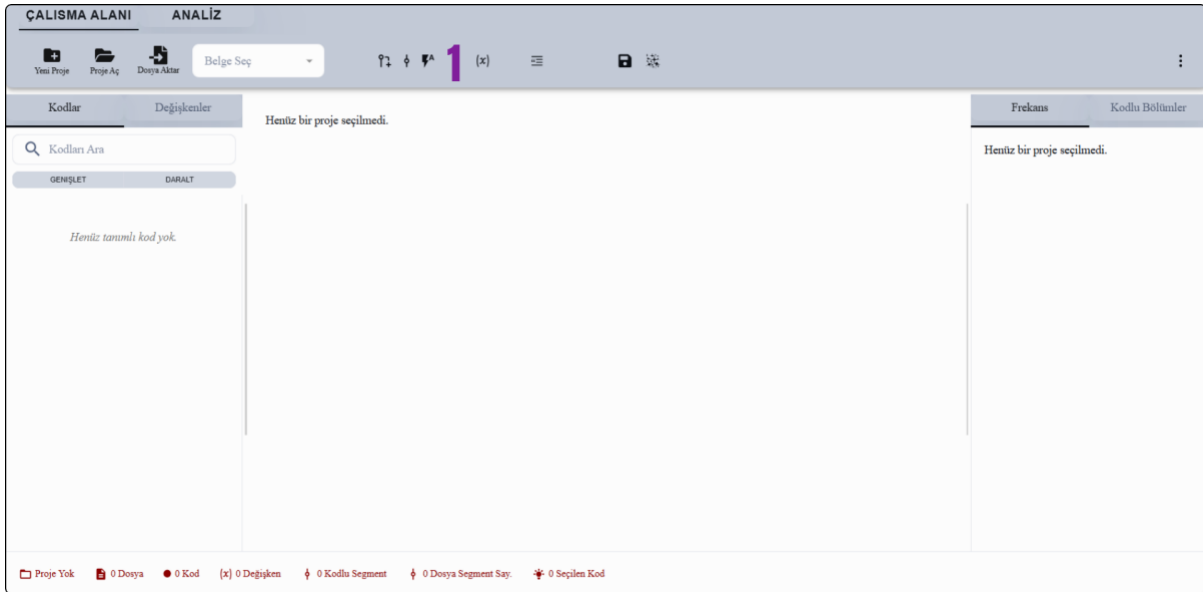 ÇALISMA ALANI ANALİZ
Yeni Proje Proje Aç Dosya Aktar Belge Seç A 1 (x)
Kodlar Değişkenler
Henüz bir proje seçilmedi.
Frekans Kodlu Bölümler
Kodları Ara
Henüz bir proje seçilmedi.
GENIŞLET DARALT
Henüz tanımlı kod yok.
Proje Yok 0 Dosya 0 Kod (x) 0 Değişken 0 Kodlu Segment 0 Dosya Segment Say. 0 Seçilen Kod